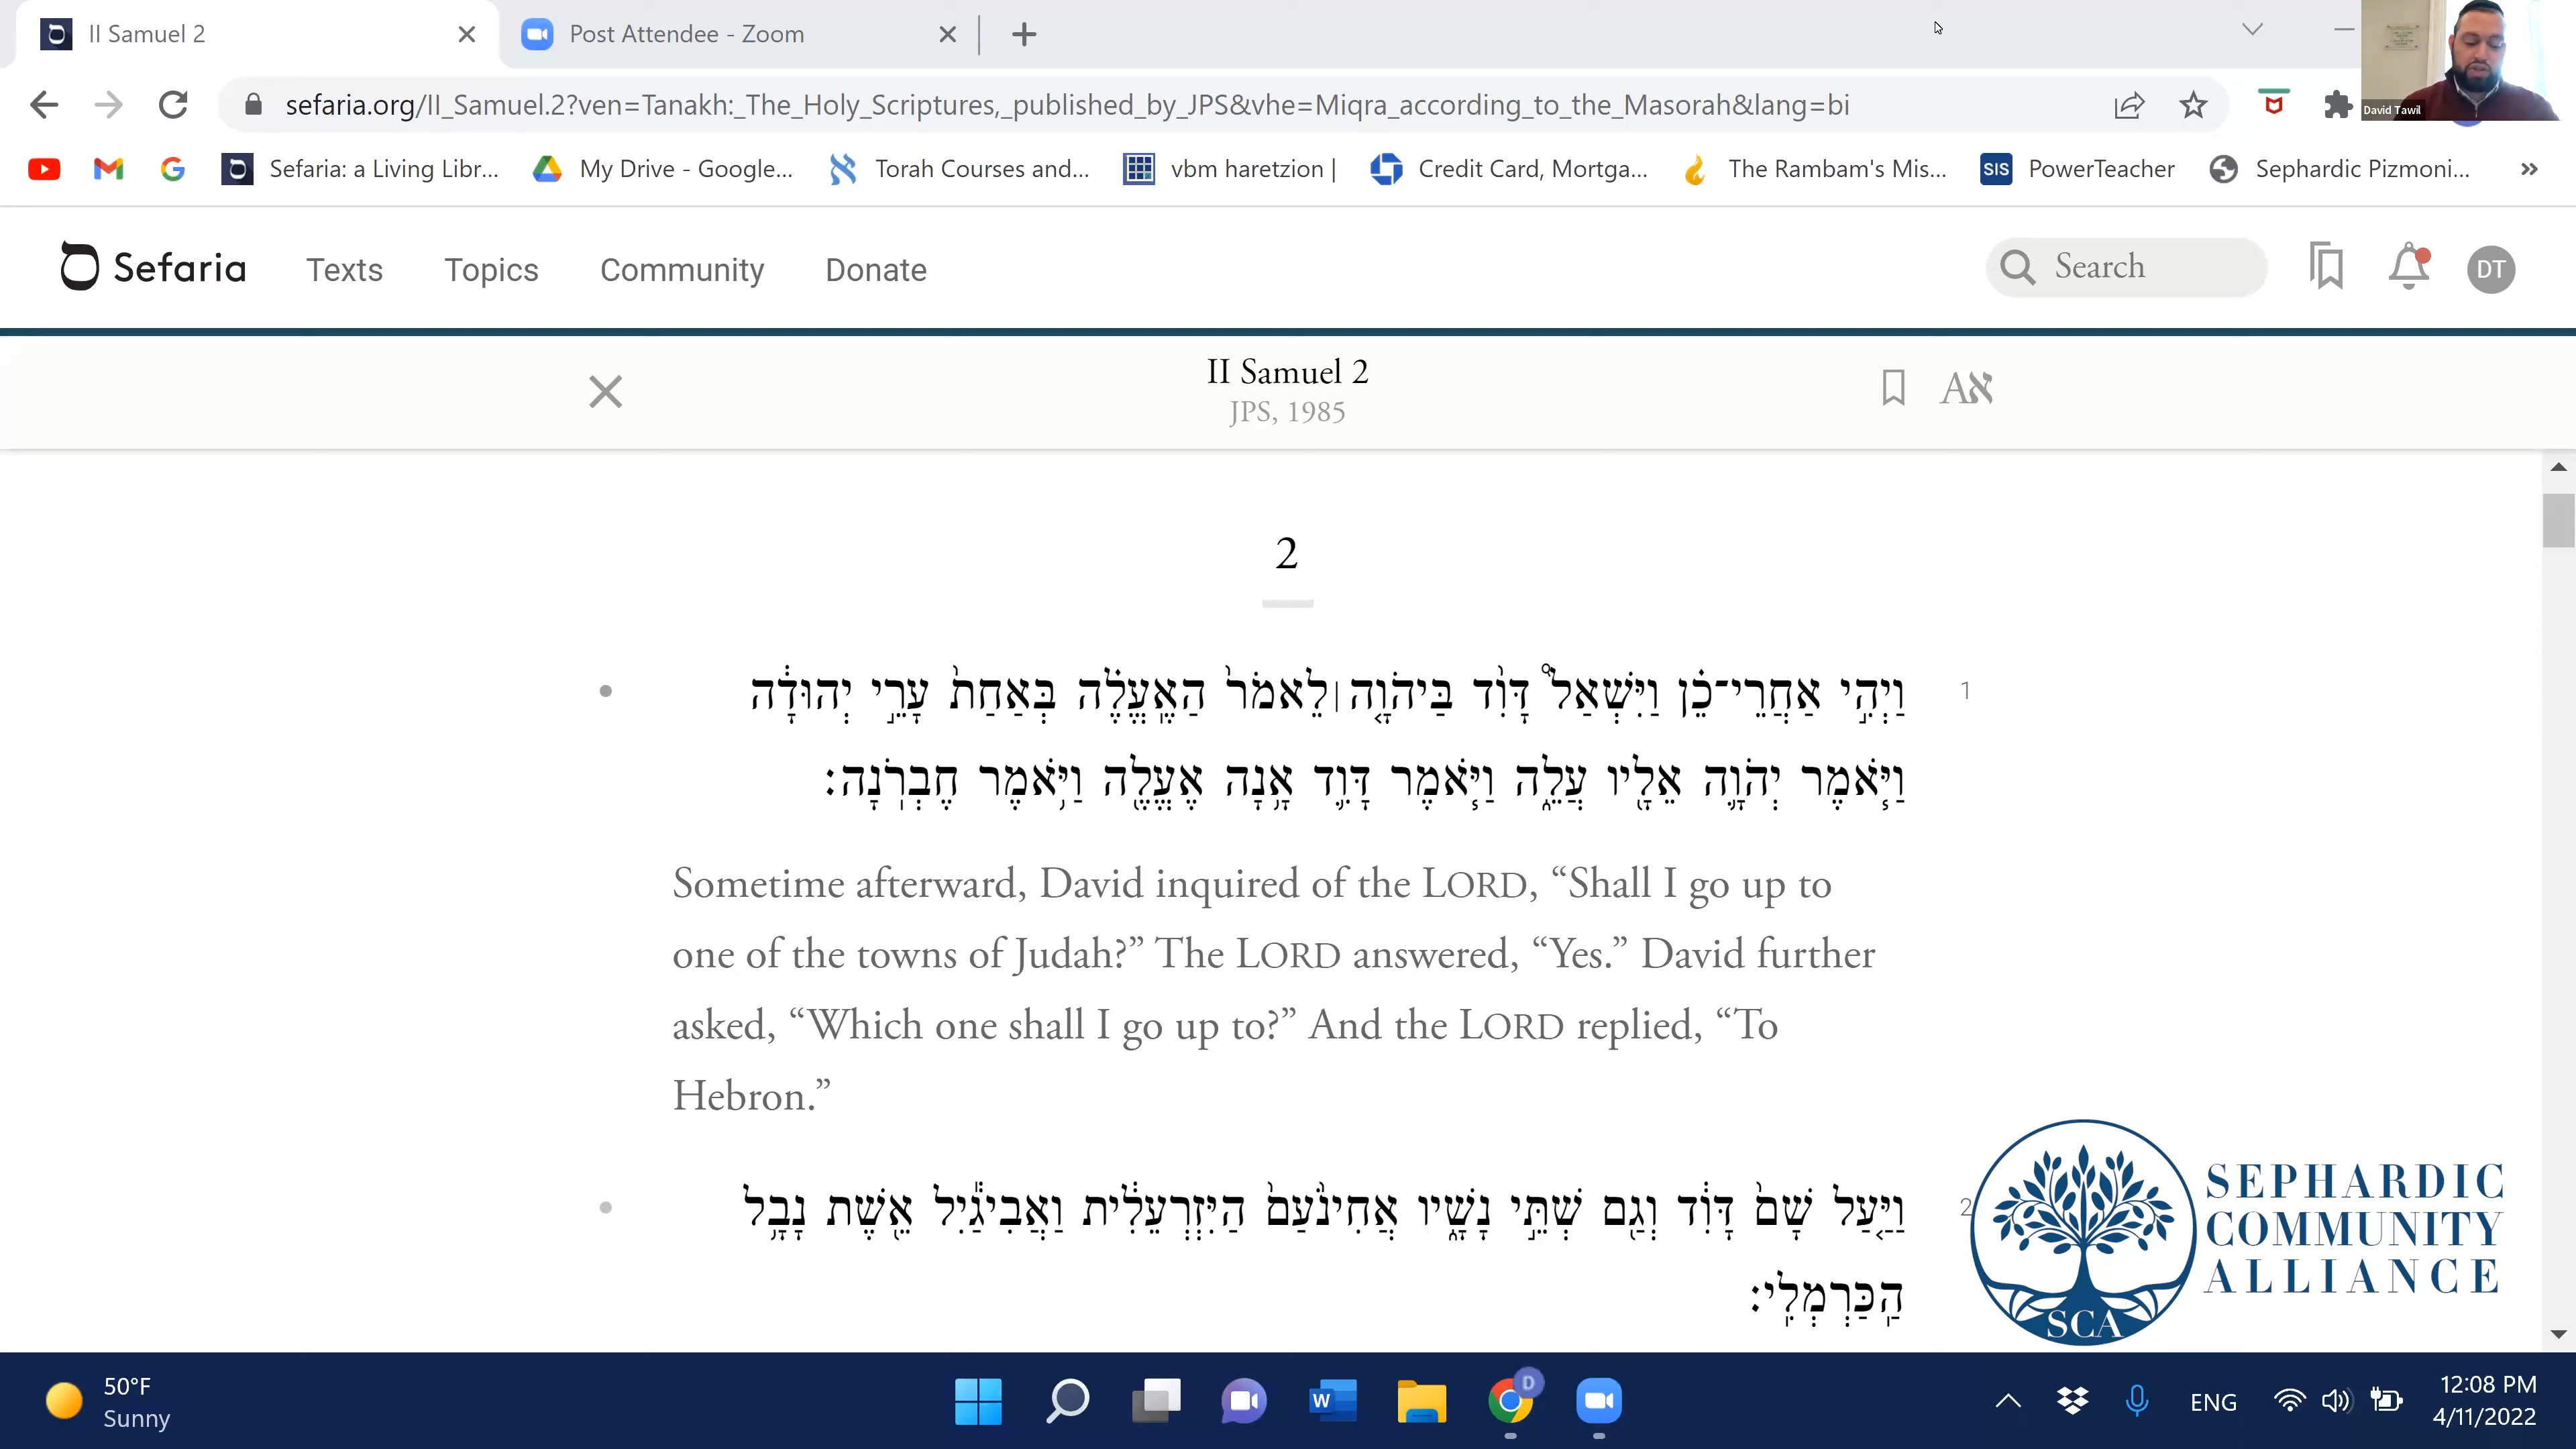 II Samuel 2
Post Attendee - Zoom
David Tawil
sefaria.org/II_Samuel.2?ven=Tanakh:_The_Holy_Scriptures,_published_by_JPS&vhe=Miqra_according_to_the_Masorah&lang=bi
Sefaria: a Living Libr... My Drive - Google... Torah Courses and... vbm haretzion | Credit Card, Mortga... The Rambam's Mis... SIS PowerTeacher Sephardic Pizmoni... »
Sefaria Texts Topics Community Donate Search DT
II Samuel 2
JPS, 1985
Aא
2
1
וַיְהִ֣י אַחֲרֵי־כֵ֗ן וַיִּשְׁאַל֩ דָּוִ֨ד בַּיהֹוָ֤ה׀לֵאמֹר֙ הַאֶֽעֱלֶ֗ה בְּאַחַת֙ עָרֵ֣י יְהוּדָ֔ה
וַיֹּ֧אמֶר יְהֹוָ֛ה אֵלָ֖יו עֲלֵ֑ה וַיֹּ֧אמֶר דָּוִ֛ד אָ֥נָה אֶעֱלֶ֖ה וַיֹּ֥אמֶר חֶבְרֹֽנָה׃
Sometime afterward, David inquired of the LORD, “Shall I go up to
one of the towns of Judah?” The LORD answered, “Yes.” David further
asked, “Which one shall I go up to?” And the LORD replied, “To
Hebron.”
2
וַיַּ֤עַל שָׁם֙ דָּוִ֔ד וְגַ֖ם שְׁתֵּ֣י נָשָׁ֑יו אֲחִינֹ֙עַם֙ הַיִּזְרְעֵלִ֔ית וַאֲבִיגַ֕יִל אֵ֖שֶׁת נָבָ֥ל
הַֽכַּרְמְלִֽי׃
SEPHARDIC
COMMUNITY
ALLIANCE
SCA
50°F
Sunny
D
ENG
12:08 PM
4/11/2022